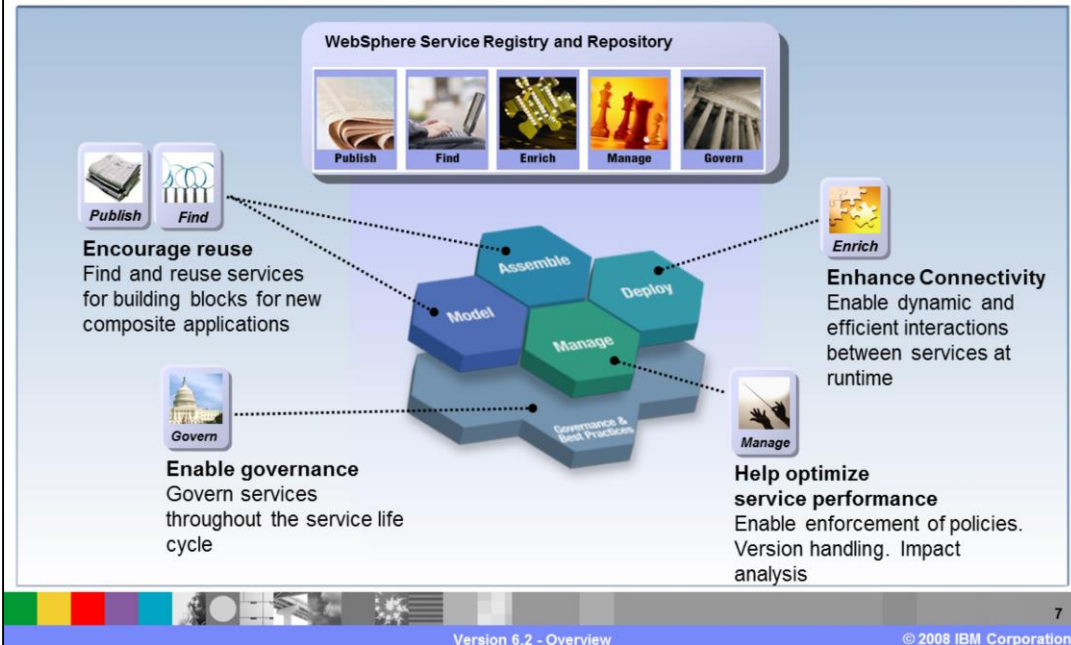 WebSphere Service Registry and Repository
Publish
Find
Enrich
Manage
Govern
Publish
Find
Encourage reuse
Find and reuse services
for building blocks for new
composite applications
Govern
Enable governance
Govern services
throughout the service life
cycle
Assemble
Model
Deploy
Manage
Governance &
Best Practices
Enrich
Enhance Connectivity
Enable dynamic and
efficient interactions
between services at
runtime
Manage
Help optimize
service performance
Enable enforcement of policies.
Version handling. Impact
analysis
7
Version 6.2 - Overview
© 2008 IBM Corporation